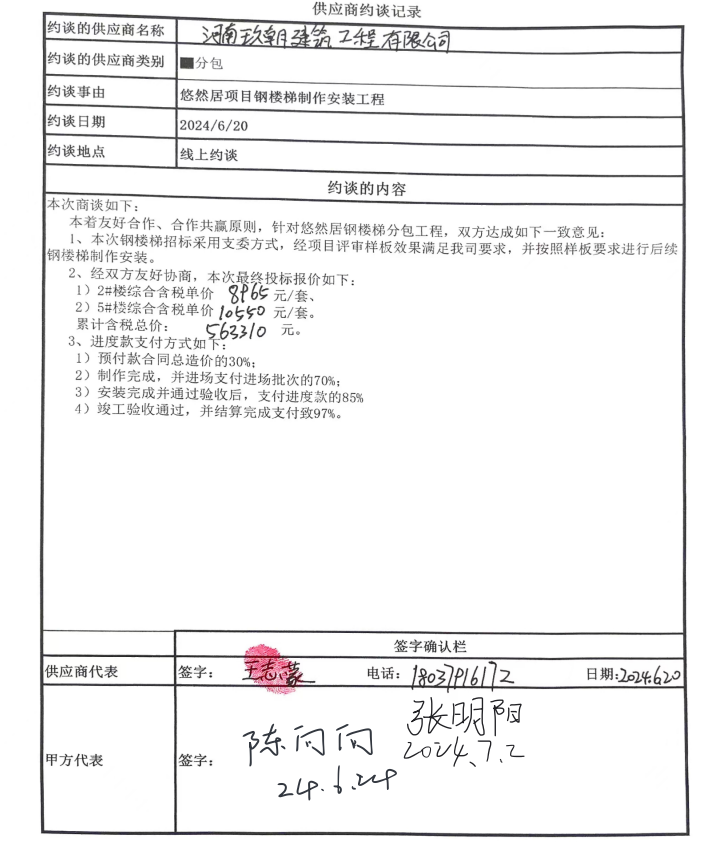 供应商约谈记录
约谈的供应商名称 河南玖朝建筑工程有限公司
约谈的供应商类别 ■分包
约谈事由 悠然居项目钢楼梯制作安装工程
约谈日期 2024/6/20
约谈地点 线上约谈
约谈的内容
本次商谈如下：
本着友好合作、合作共赢原则，针对悠然居钢楼梯分包工程，双方达成如下一致意见：
1、本次钢楼梯招标采用支委方式，经项目评审样板效果满足我司要求，并按照样板要求进行后续
钢楼梯制作安装。
2、经双方友好协商，本次最终投标报价如下：
1）2#楼综合含税单价 8965 元/套、
2）5#楼综合含税单价 10550 元/套。
累计含税总价： 563310 元。
3、进度款支付方式如下：
1）预付款合同总造价的30%；
2）制作完成，并进场支付进场批次的70%；
3）安装完成并通过验收后，支付进度款的85%
4）竣工验收通过，并结算完成支付致97%。
签字确认栏
供应商代表 签字： 王志蒙 电话：18037916172 日期：2024.6.20
甲方代表 签字： 陈向向 张明阳
24.6.24 2024.7.2